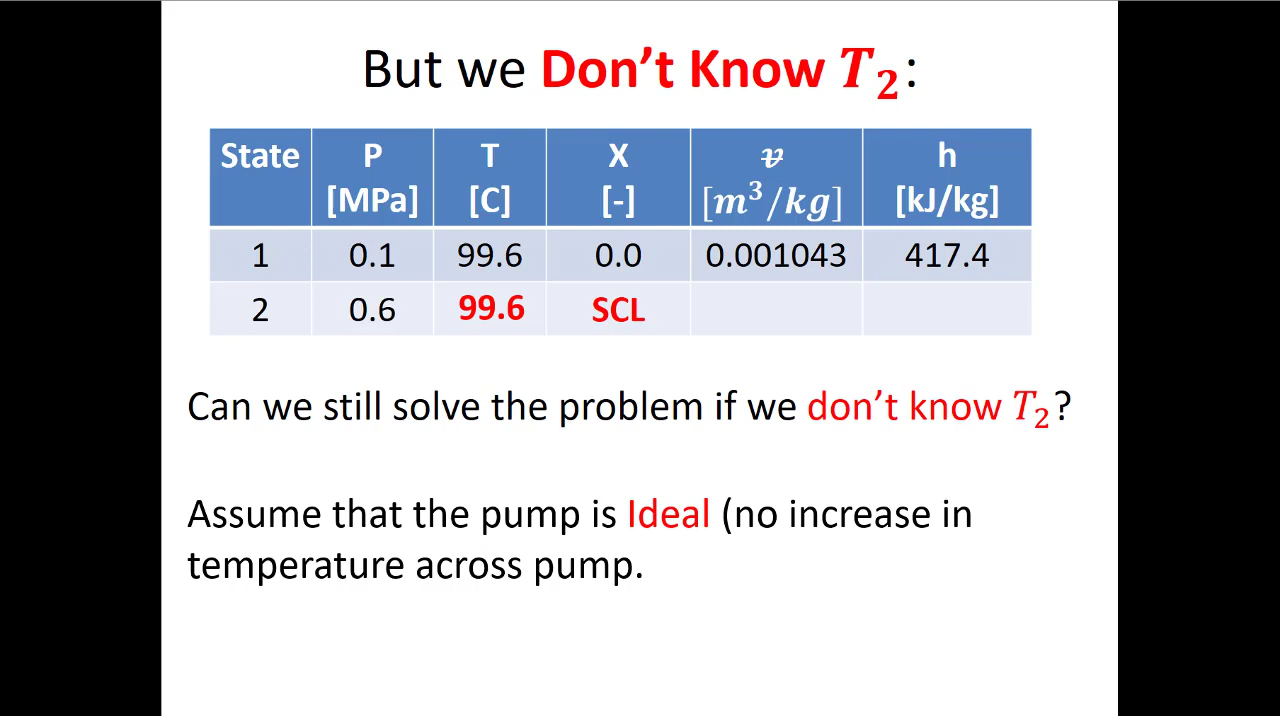 But we Don’t Know T₂:
State P T X v̶ h
[MPa] [C] [-] [m³/kg] [kJ/kg]
1 0.1 99.6 0.0 0.001043 417.4
2 0.6 99.6 SCL
Can we still solve the problem if we don’t know T₂?
Assume that the pump is Ideal (no increase in
temperature across pump.